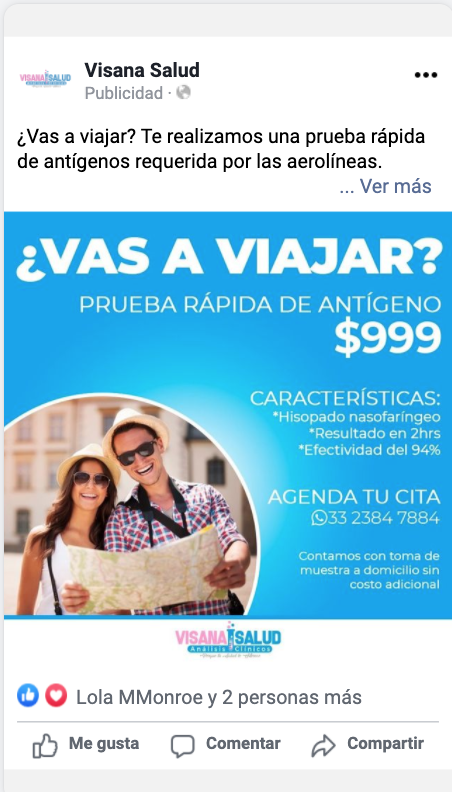 VISANA SALUD
Visana Salud
Publicidad ·
¿Vas a viajar? Te realizamos una prueba rápida
de antígenos requerida por las aerolíneas.
... Ver más
¿VAS A VIAJAR?
PRUEBA RÁPIDA DE ANTÍGENO
$999
CARACTERÍSTICAS:
*Hisopado nasofaríngeo
*Resultado en 2hrs
*Efectividad del 94%
AGENDA TU CITA
33 2384 7884
Contamos con toma de
muestra a domicilio sin
costo adicional
VISANA SALUD
Análisis Clínicos
Lola MMonroe y 2 personas más
Me gusta
Comentar
Compartir